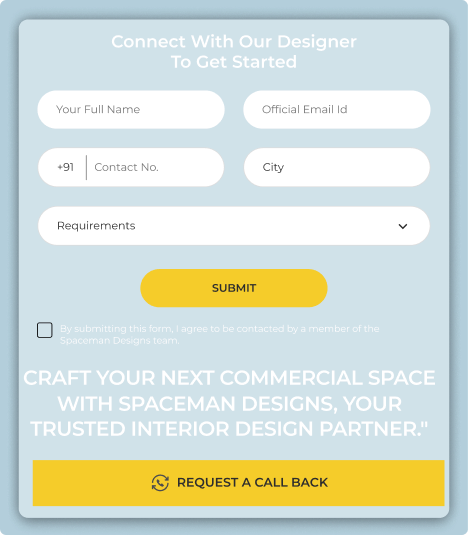 Connect With Our Designer
To Get Started
Your Full Name
Official Email Id
+91
Contact No.
City
Requirements
SUBMIT
By submitting this form, I agree to be contacted by a member of the
Spaceman Designs team.
CRAFT YOUR NEXT COMMERCIAL SPACE
WITH SPACEMAN DESIGNS, YOUR
TRUSTED INTERIOR DESIGN PARTNER."
REQUEST A CALL BACK